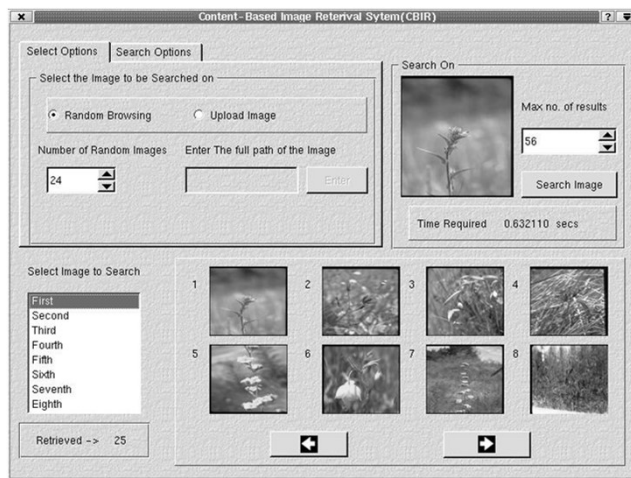 Content-Based Image Reterival Sytem(CBIR)
Select Options
Search Options
Select the Image to be Searched on
Random Browsing
Upload Image
Number of Random Images
Enter The full path of the Image
24
Enter
Search On
Max no. of results
56
Search Image
Time Required 0.632110 secs
Select Image to Search
First
Second
Third
Fourth
Fifth
Sixth
Seventh
Eighth
Retrieved -> 25
1 2 3 4
5 6 7 8